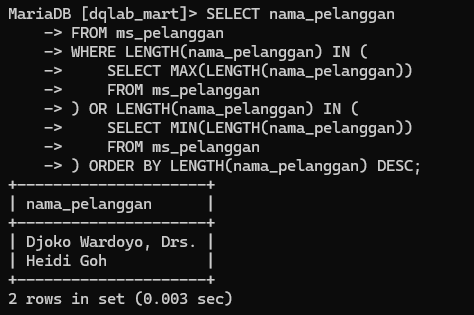 MariaDB [dqlab_mart]> SELECT nama_pelanggan
    -> FROM ms_pelanggan
    -> WHERE LENGTH(nama_pelanggan) IN (
    ->     SELECT MAX(LENGTH(nama_pelanggan))
    ->     FROM ms_pelanggan
    -> ) OR LENGTH(nama_pelanggan) IN (
    ->     SELECT MIN(LENGTH(nama_pelanggan))
    ->     FROM ms_pelanggan
    -> ) ORDER BY LENGTH(nama_pelanggan) DESC;
+---------------------+
| nama_pelanggan      |
+---------------------+
| Djoko Wardoyo, Drs. |
| Heidi Goh           |
+---------------------+
2 rows in set (0.003 sec)